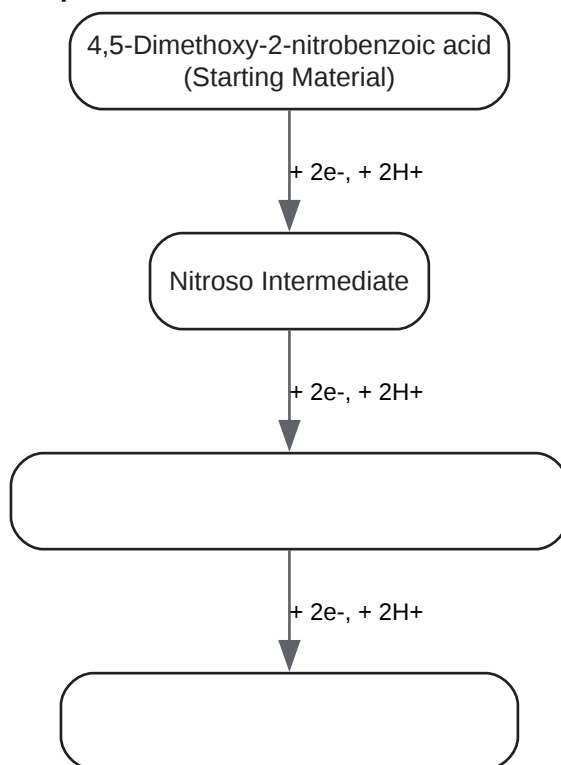 4,5-Dimethoxy-2-nitrobenzoic acid
(Starting Material)
+ 2e-, + 2H+
Nitroso Intermediate
+ 2e-, + 2H+
+ 2e-, + 2H+